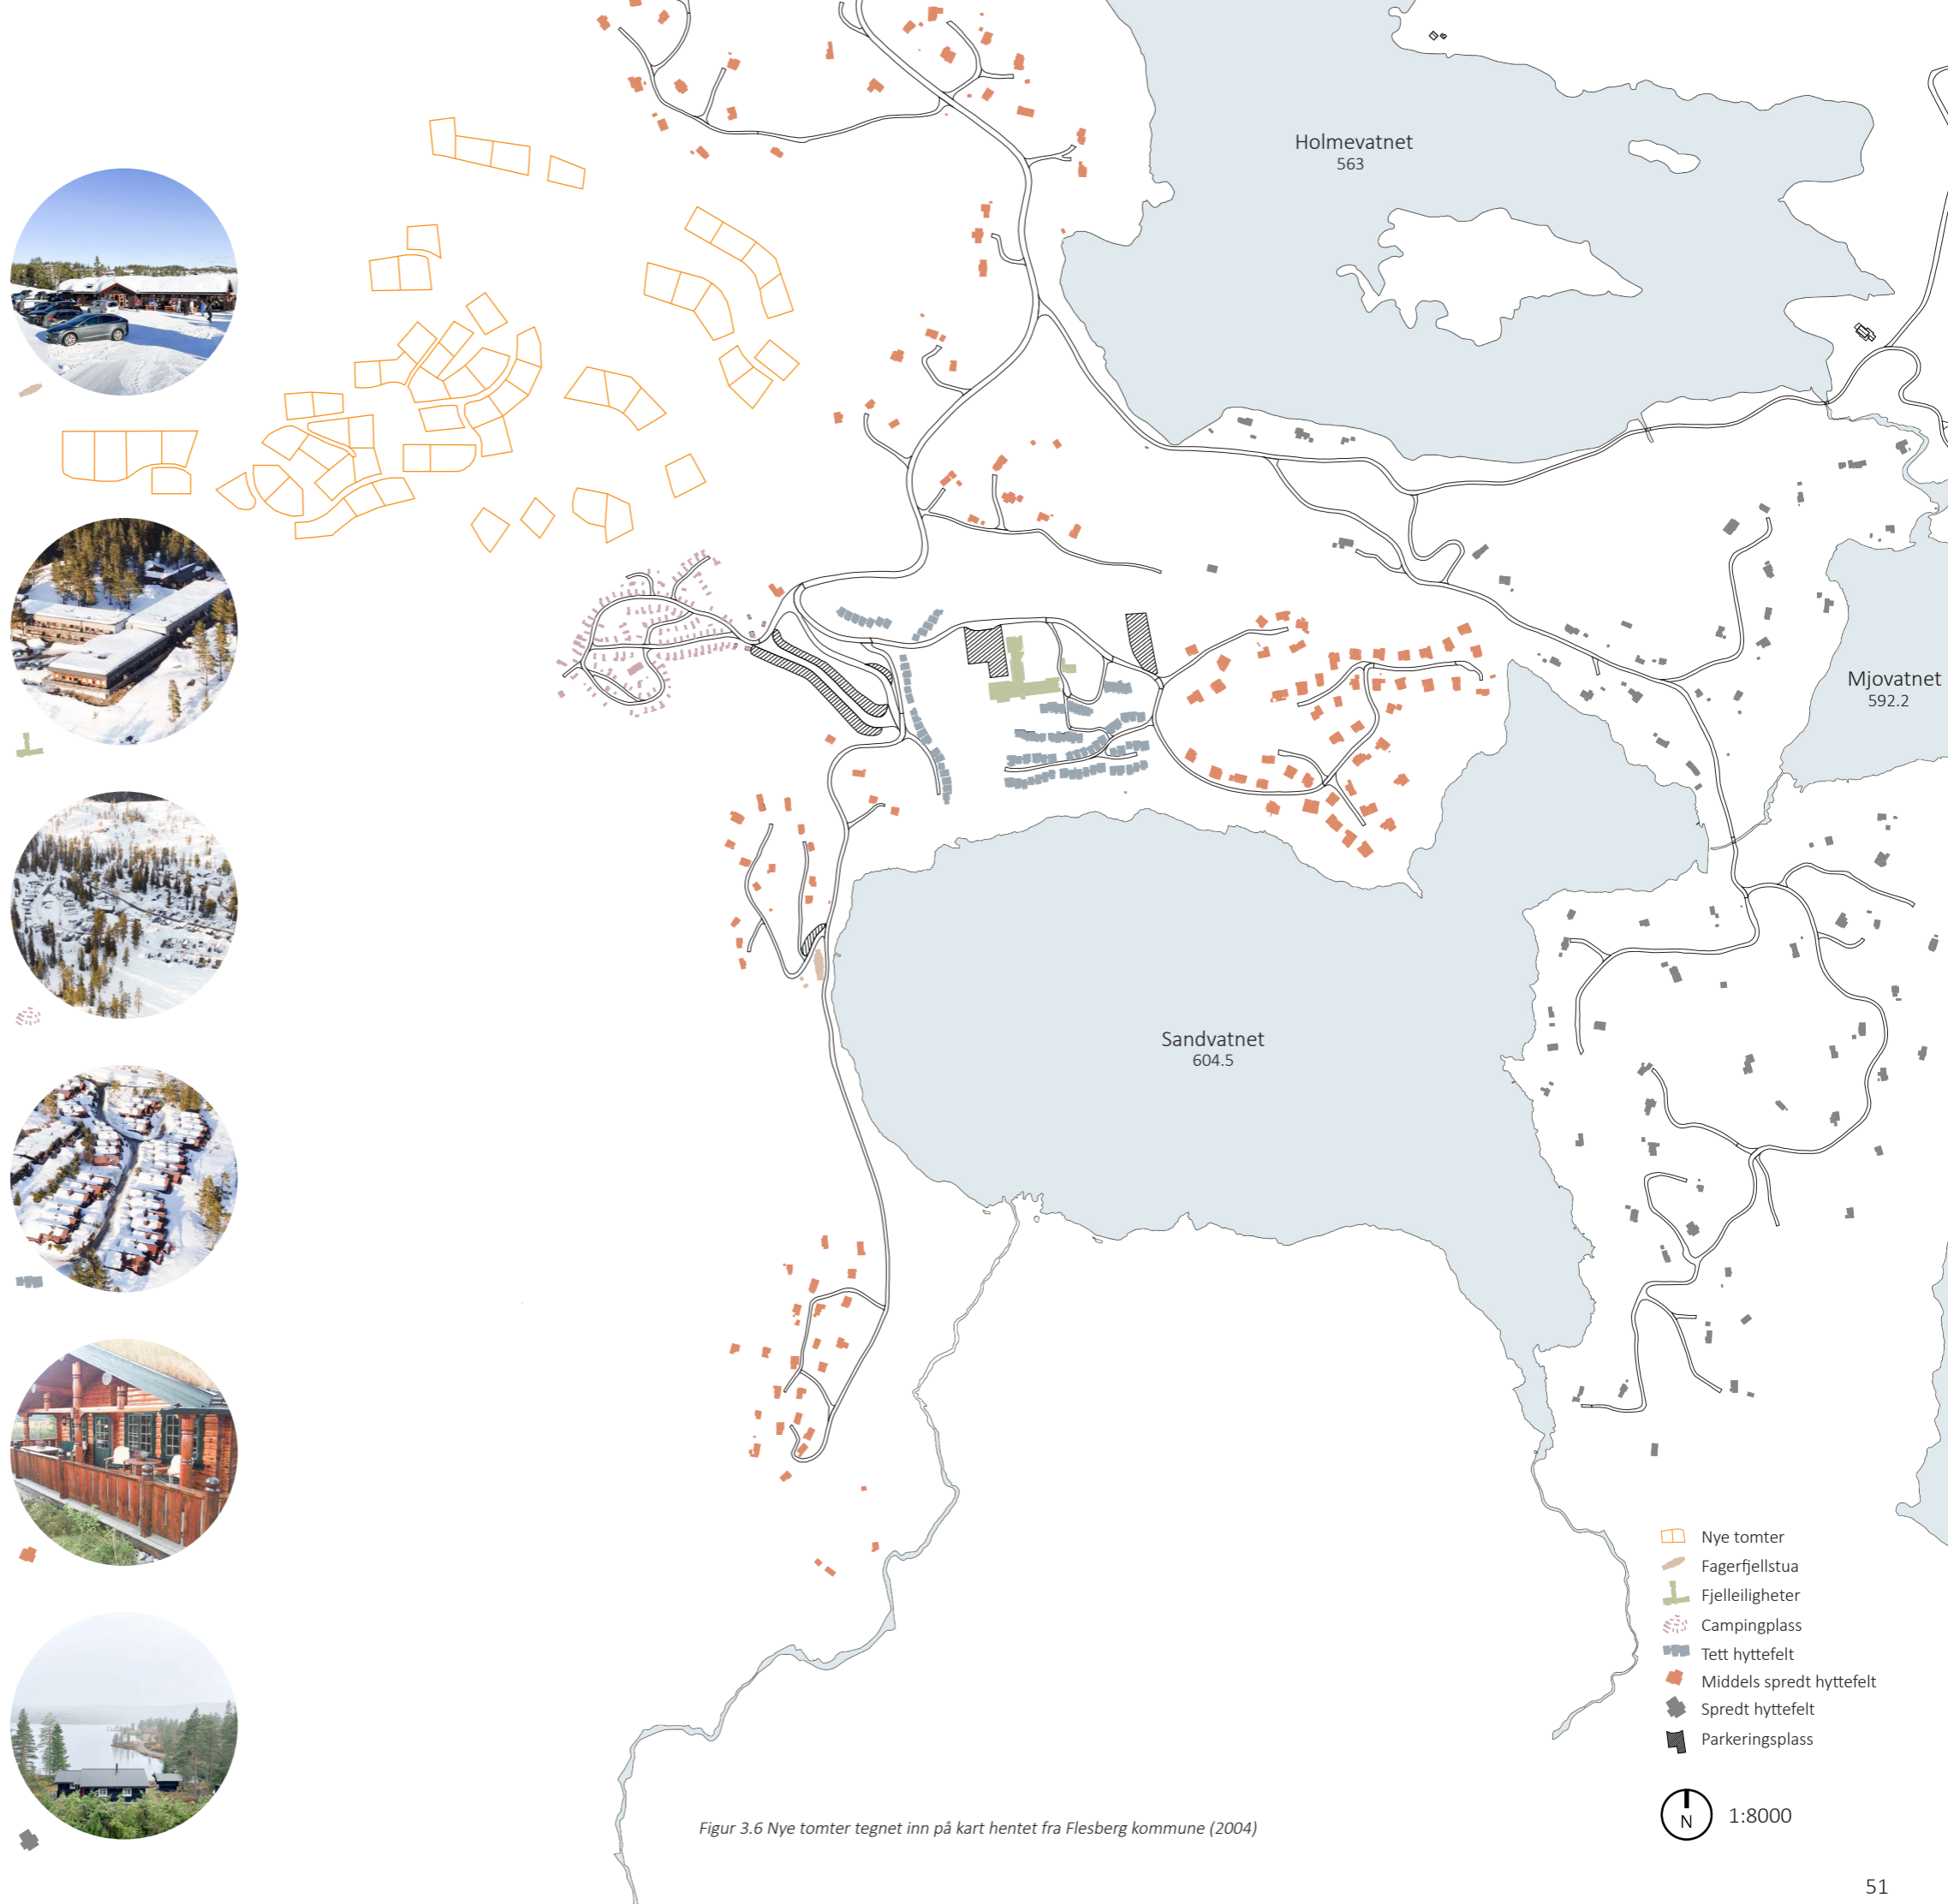 Holmevatnet
563
Mjovatnet
592.2
Sandvatnet
604.5
Nye tomter
Fagerfjellstua
Fjelleiligheter
Campingplass
Tett hyttefelt
Middels spredt hyttefelt
Spredt hyttefelt
Parkeringsplass
N
1:8000
Figur 3.6 Nye tomter tegnet inn på kart hentet fra Flesberg kommune (2004)
51